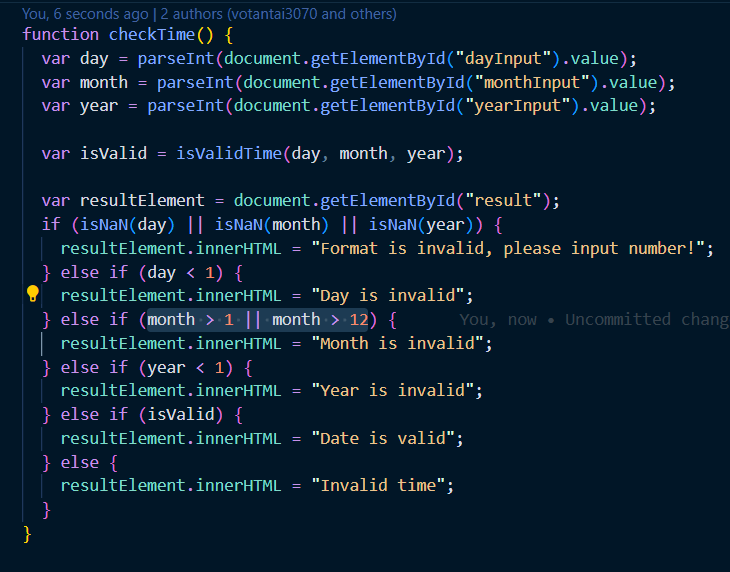 You, 6 seconds ago | 2 authors (votantai3070 and others)
function checkTime() {
  var day = parseInt(document.getElementById("dayInput").value);
  var month = parseInt(document.getElementById("monthInput").value);
  var year = parseInt(document.getElementById("yearInput").value);

  var isValid = isValidTime(day, month, year);

  var resultElement = document.getElementById("result");
  if (isNaN(day) || isNaN(month) || isNaN(year)) {
    resultElement.innerHTML = "Format is invalid, please input number!";
  } else if (day < 1) {
    resultElement.innerHTML = "Day is invalid";
  } else if (month > 1 || month > 12) {      You, now • Uncommitted chang
    resultElement.innerHTML = "Month is invalid";
  } else if (year < 1) {
    resultElement.innerHTML = "Year is invalid";
  } else if (isValid) {
    resultElement.innerHTML = "Date is valid";
  } else {
    resultElement.innerHTML = "Invalid time";
  }
}